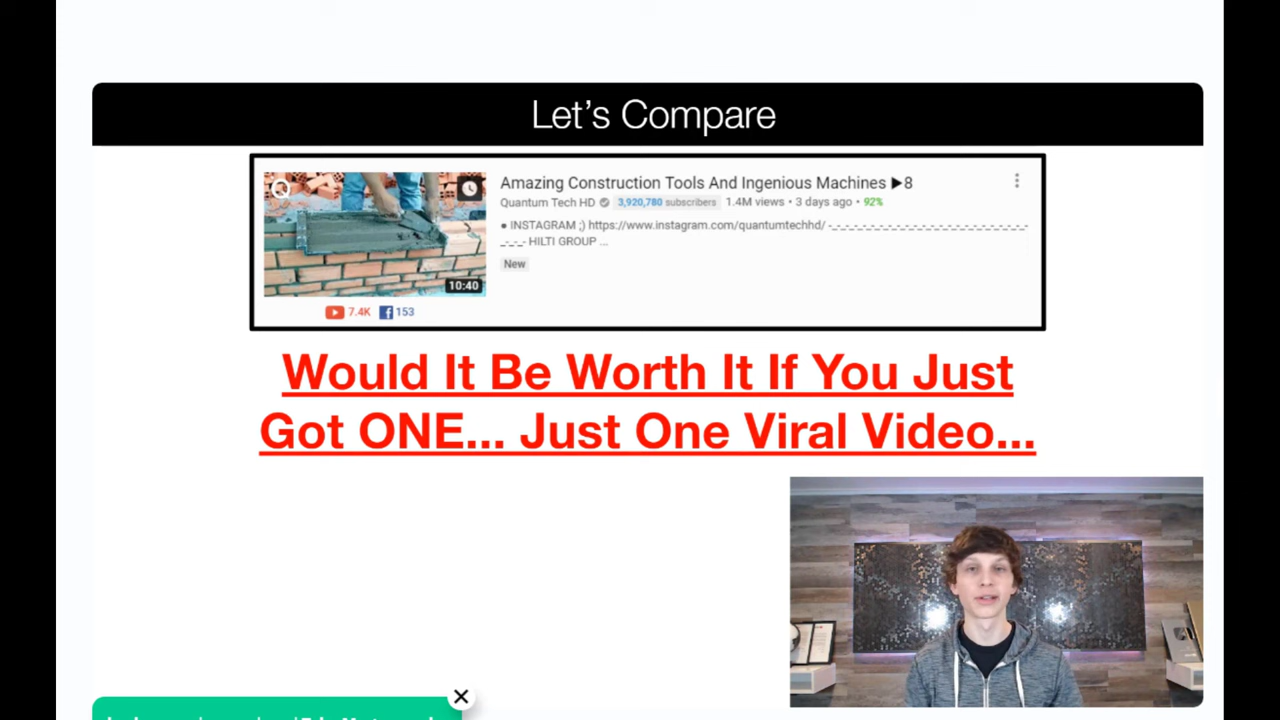 Let's Compare
Amazing Construction Tools And Ingenious Machines ▶8
Quantum Tech HD 3,920,780 subscribers 1.4M views • 3 days ago • 92%
● INSTAGRAM ;) https://www.instagram.com/quantumtechhd/ -_-_-_-_-_-_-_-_-_-_-_-_-_-_-_-_-_-_-_-
_-_-_- HILTI GROUP ...
New
10:40
7.4K 153
Would It Be Worth It If You Just
Got ONE... Just One Viral Video...